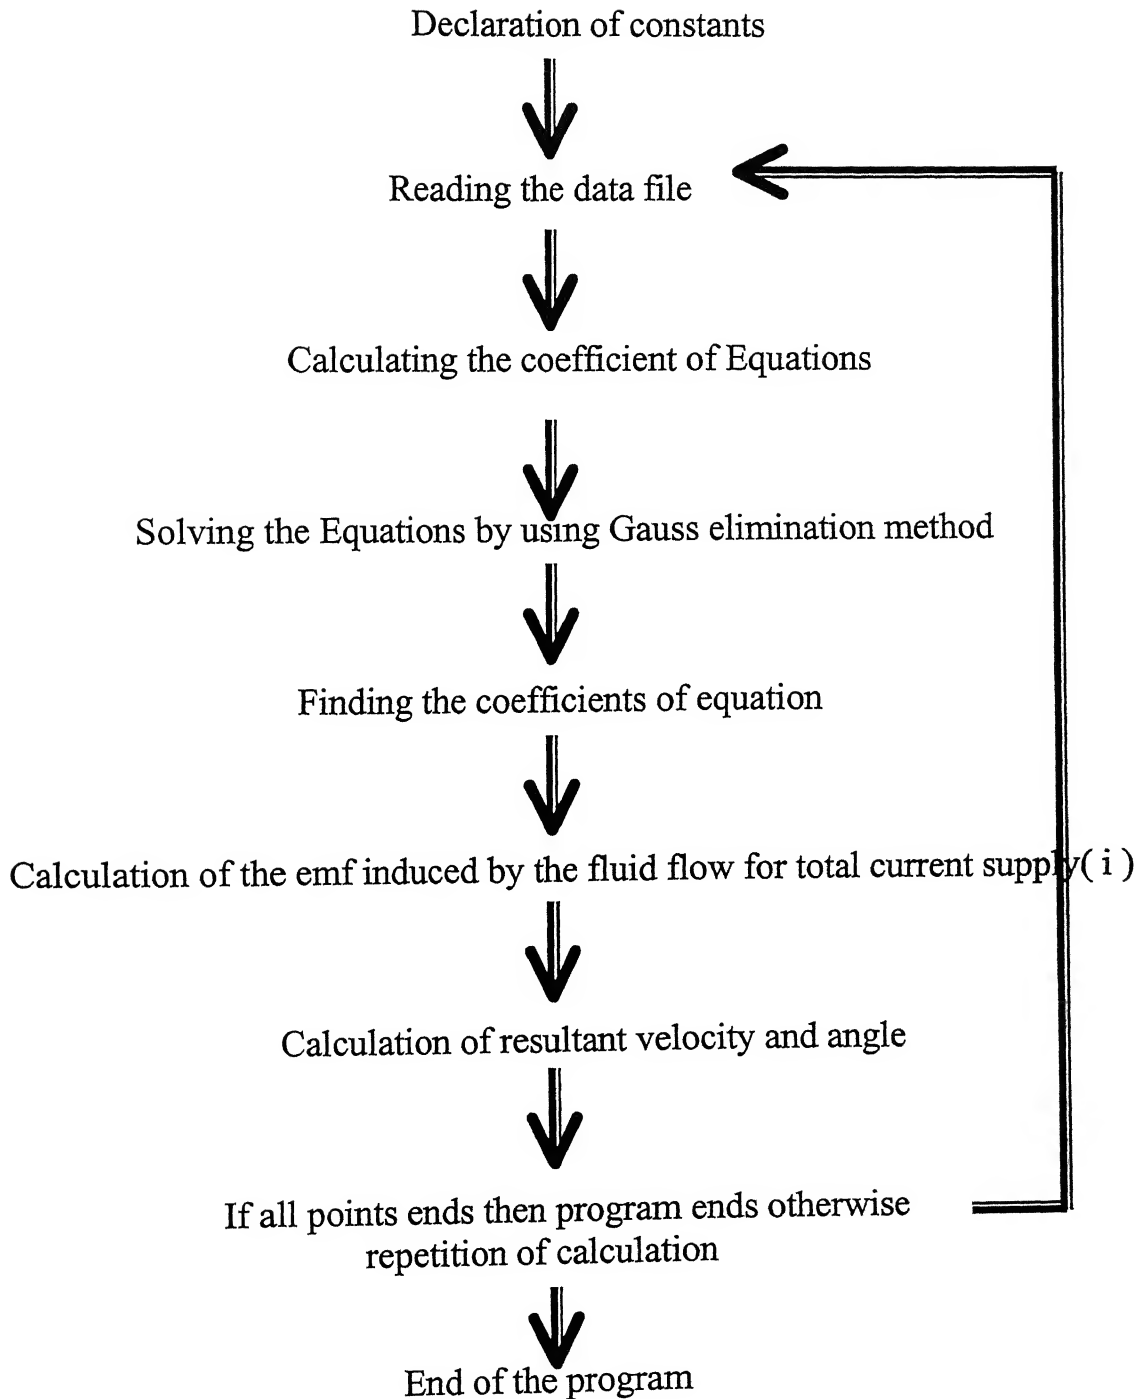 Declaration of constants
Reading the data file
Calculating the coefficient of Equations
Solving the Equations by using Gauss elimination method
Finding the coefficients of equation
Calculation of the emf induced by the fluid flow for total current supply( i )
Calculation of resultant velocity and angle
If all points ends then program ends otherwise
repetition of calculation
End of the program